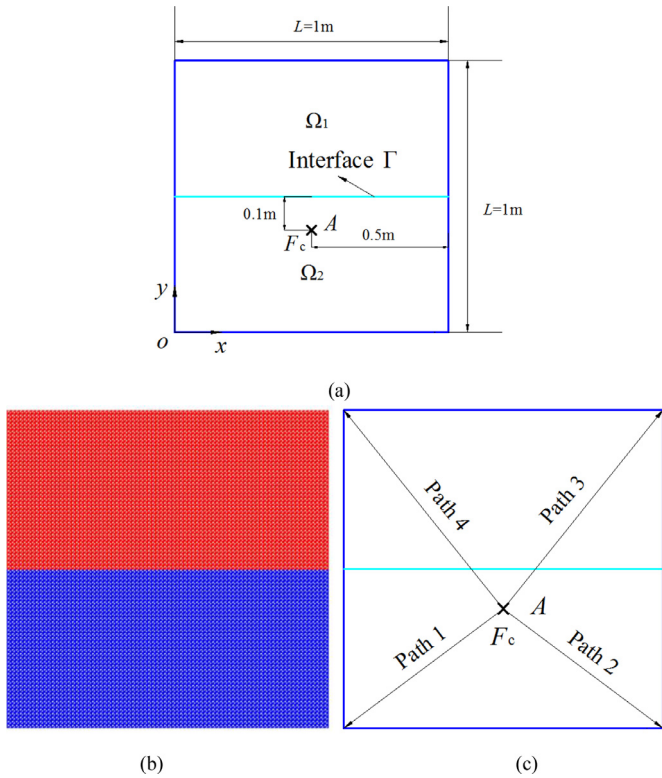 L=1m
Ω1
Interface Γ
0.1m
A
L=1m
Fc
0.5m
Ω2
y
o
x
(a)
Path 4
Path 3
A
Fc
Path 1
Path 2
(b)
(c)